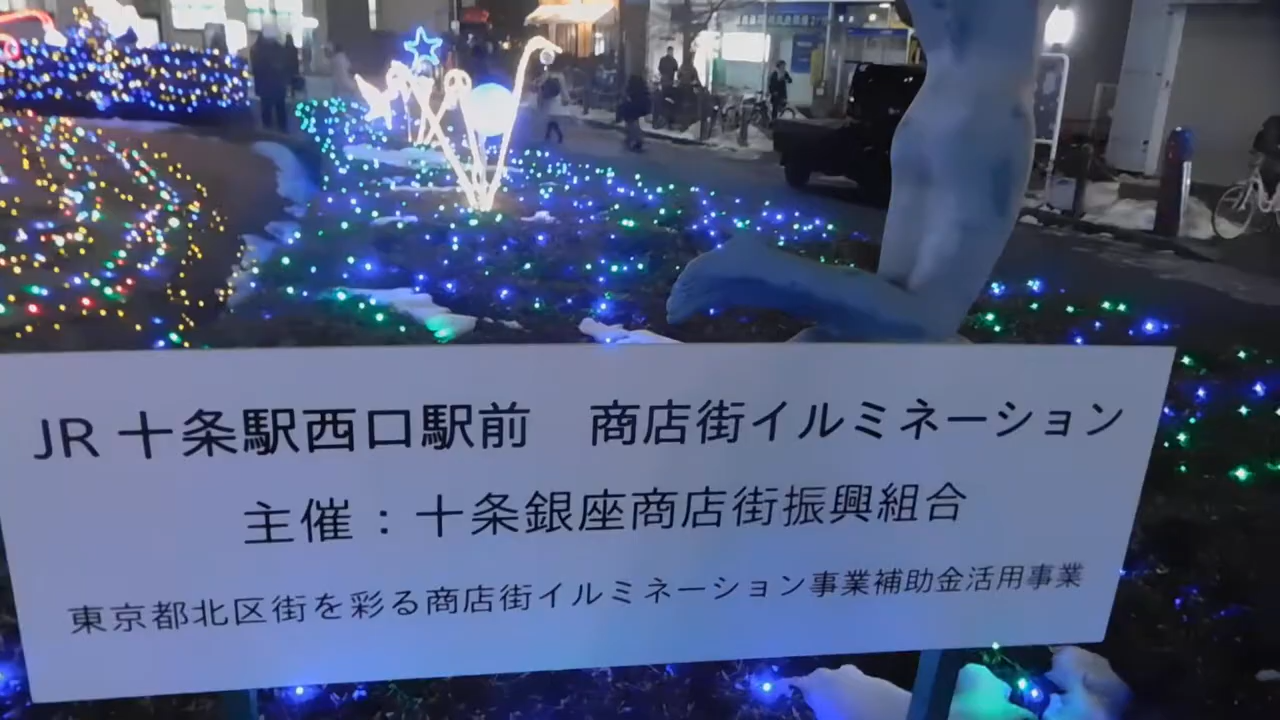 JR 十条駅西口駅前　商店街イルミネーション
主催：十条銀座商店街振興組合
東京都北区街を彩る商店街イルミネーション事業補助金活用事業